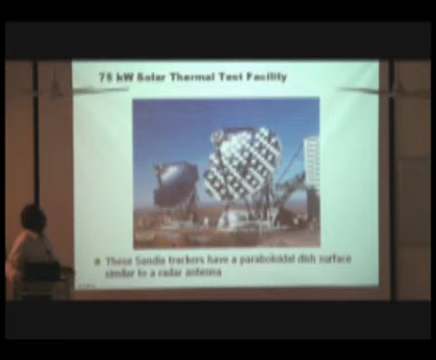 75 kW Solar Thermal Test Facility
These Sandia trackers have a paraboloidal dish surface
similar to a radar antenna